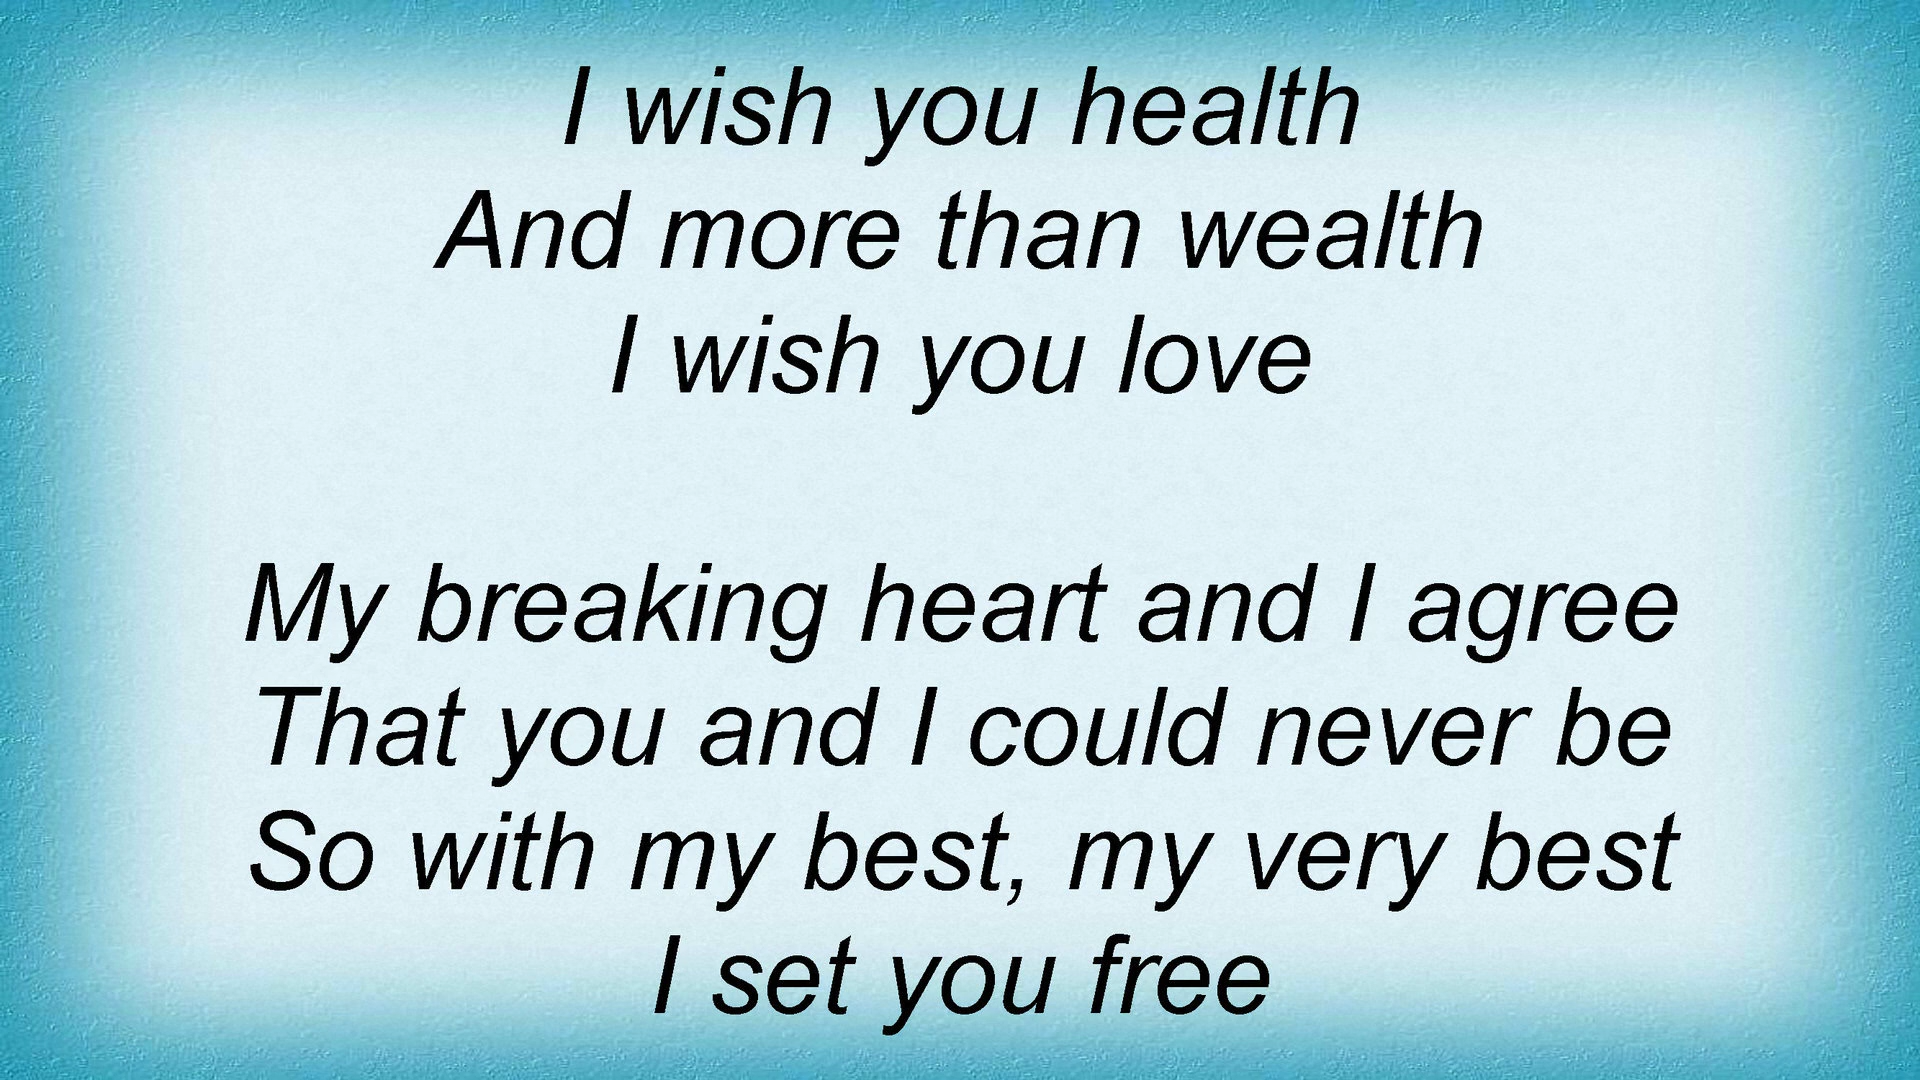 I wish you health
And more than wealth
I wish you love
My breaking heart and I agree
That you and I could never be
So with my best, my very best
I set you free